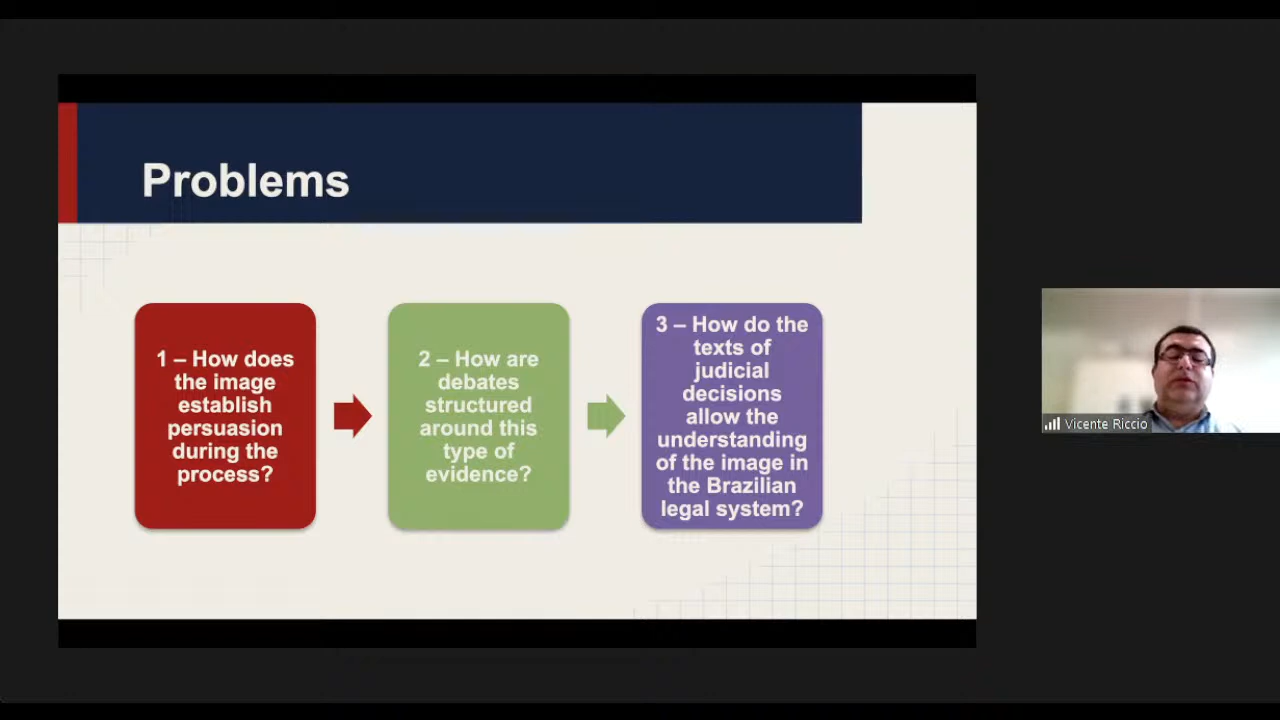 Problems
1 – How does
the image
establish
persuasion
during the
process?
2 – How are
debates
structured
around this
type of
evidence?
3 – How do the
texts of
judicial
decisions
allow the
understanding
of the image in
the Brazilian
legal system?
Vicente Riccio